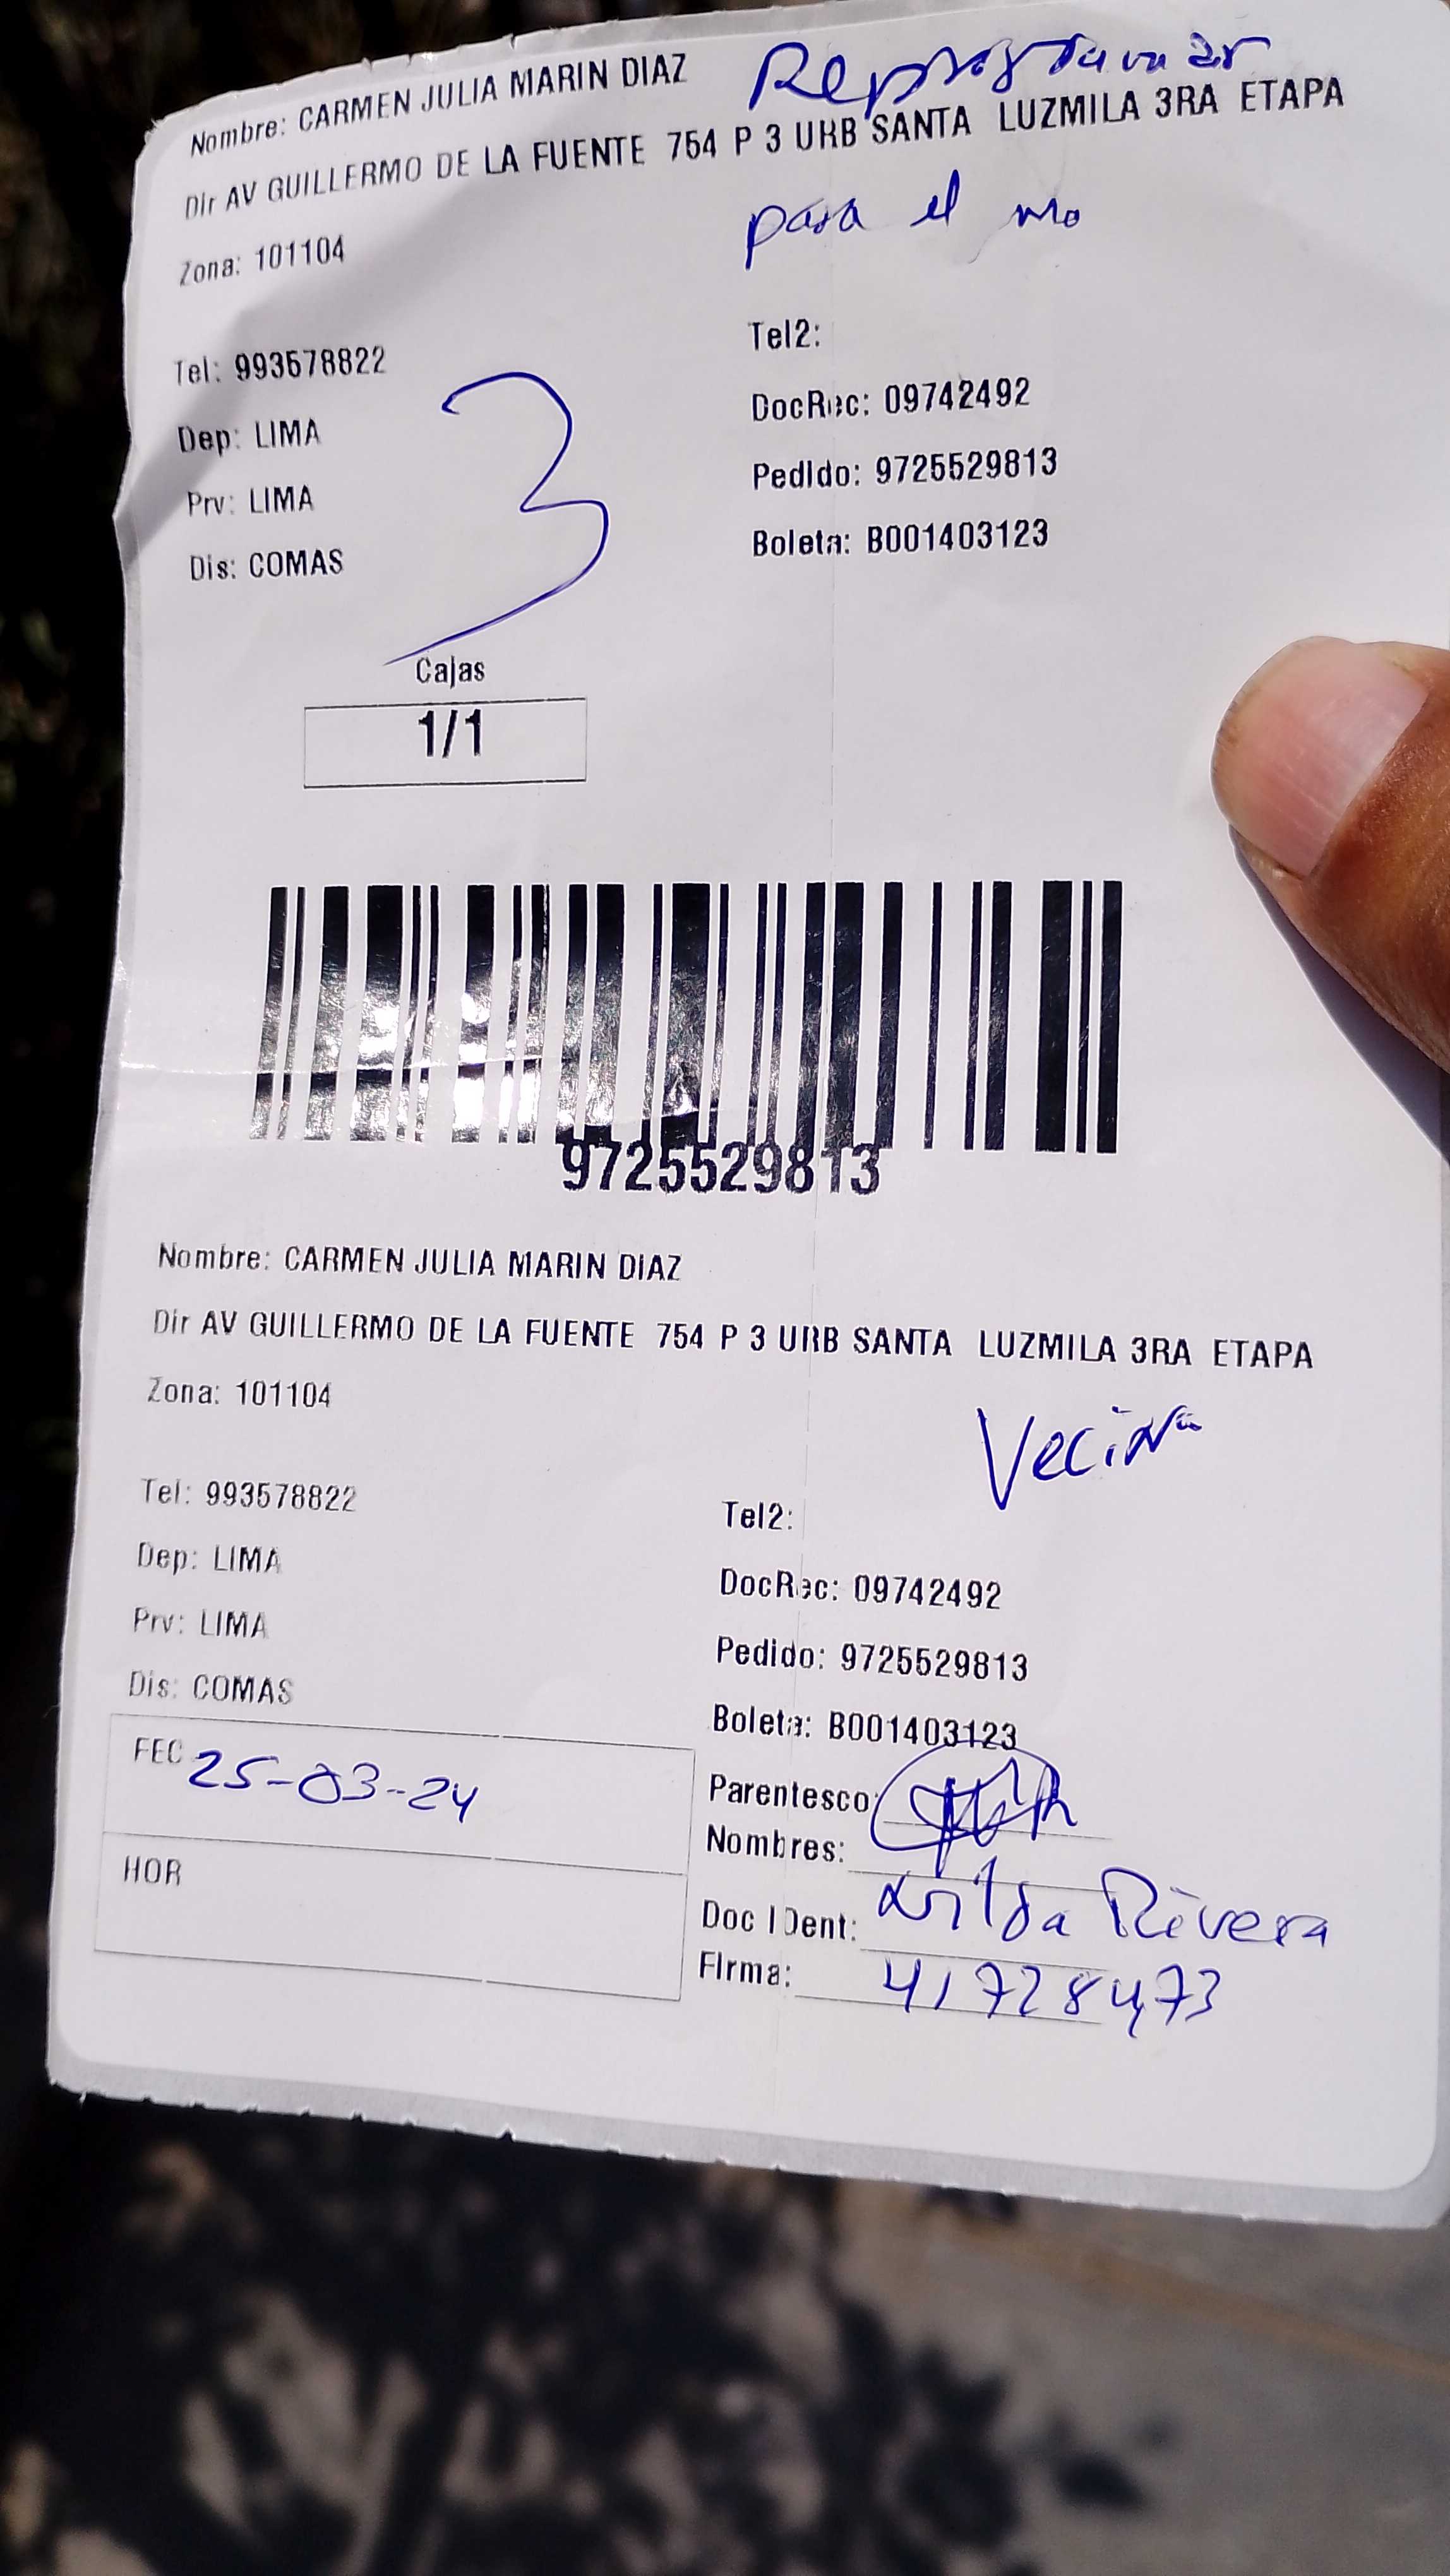 Nombre: CARMEN JULIA MARIN DIAZ
Reprogramar
Dir AV GUILLERMO DE LA FUENTE 754 P 3 URB SANTA LUZMILA 3RA ETAPA
para el
Zona: 101104
Tel: 993578822
Tel2:
Dep: LIMA
DocRec: 09742492
Prv: LIMA
Pedido: 9725529813
Dis: COMAS
Boleta: B001403123
3
Cajas
1/1
9725529813
Nombre: CARMEN JULIA MARIN DIAZ
Dir AV GUILLERMO DE LA FUENTE 754 P 3 URB SANTA LUZMILA 3RA ETAPA
Zona: 101104
Vecina
Tel: 993578822
Tel2:
Dep: LIMA
DocRec: 09742492
Prv: LIMA
Pedido: 9725529813
Dis: COMAS
Boleta: B001403123
FEC 25-03-24
Parentesco:
Nombres:
HOR
Doc IDent: Rivera
Firma: 41728473